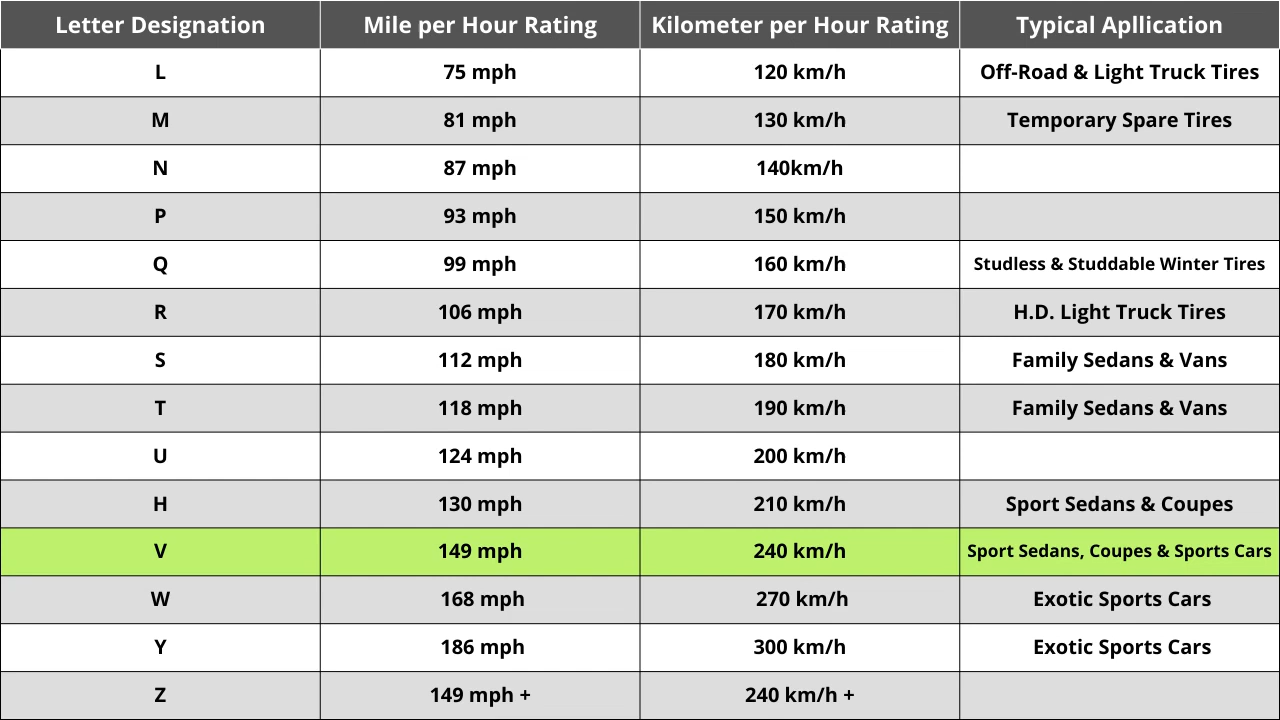 Letter Designation Mile per Hour Rating Kilometer per Hour Rating Typical Apllication
L 75 mph 120 km/h Off-Road & Light Truck Tires
M 81 mph 130 km/h Temporary Spare Tires
N 87 mph 140km/h
P 93 mph 150 km/h
Q 99 mph 160 km/h Studless & Studdable Winter Tires
R 106 mph 170 km/h H.D. Light Truck Tires
S 112 mph 180 km/h Family Sedans & Vans
T 118 mph 190 km/h Family Sedans & Vans
U 124 mph 200 km/h
H 130 mph 210 km/h Sport Sedans & Coupes
V 149 mph 240 km/h Sport Sedans, Coupes & Sports Cars
W 168 mph 270 km/h Exotic Sports Cars
Y 186 mph 300 km/h Exotic Sports Cars
Z 149 mph + 240 km/h +